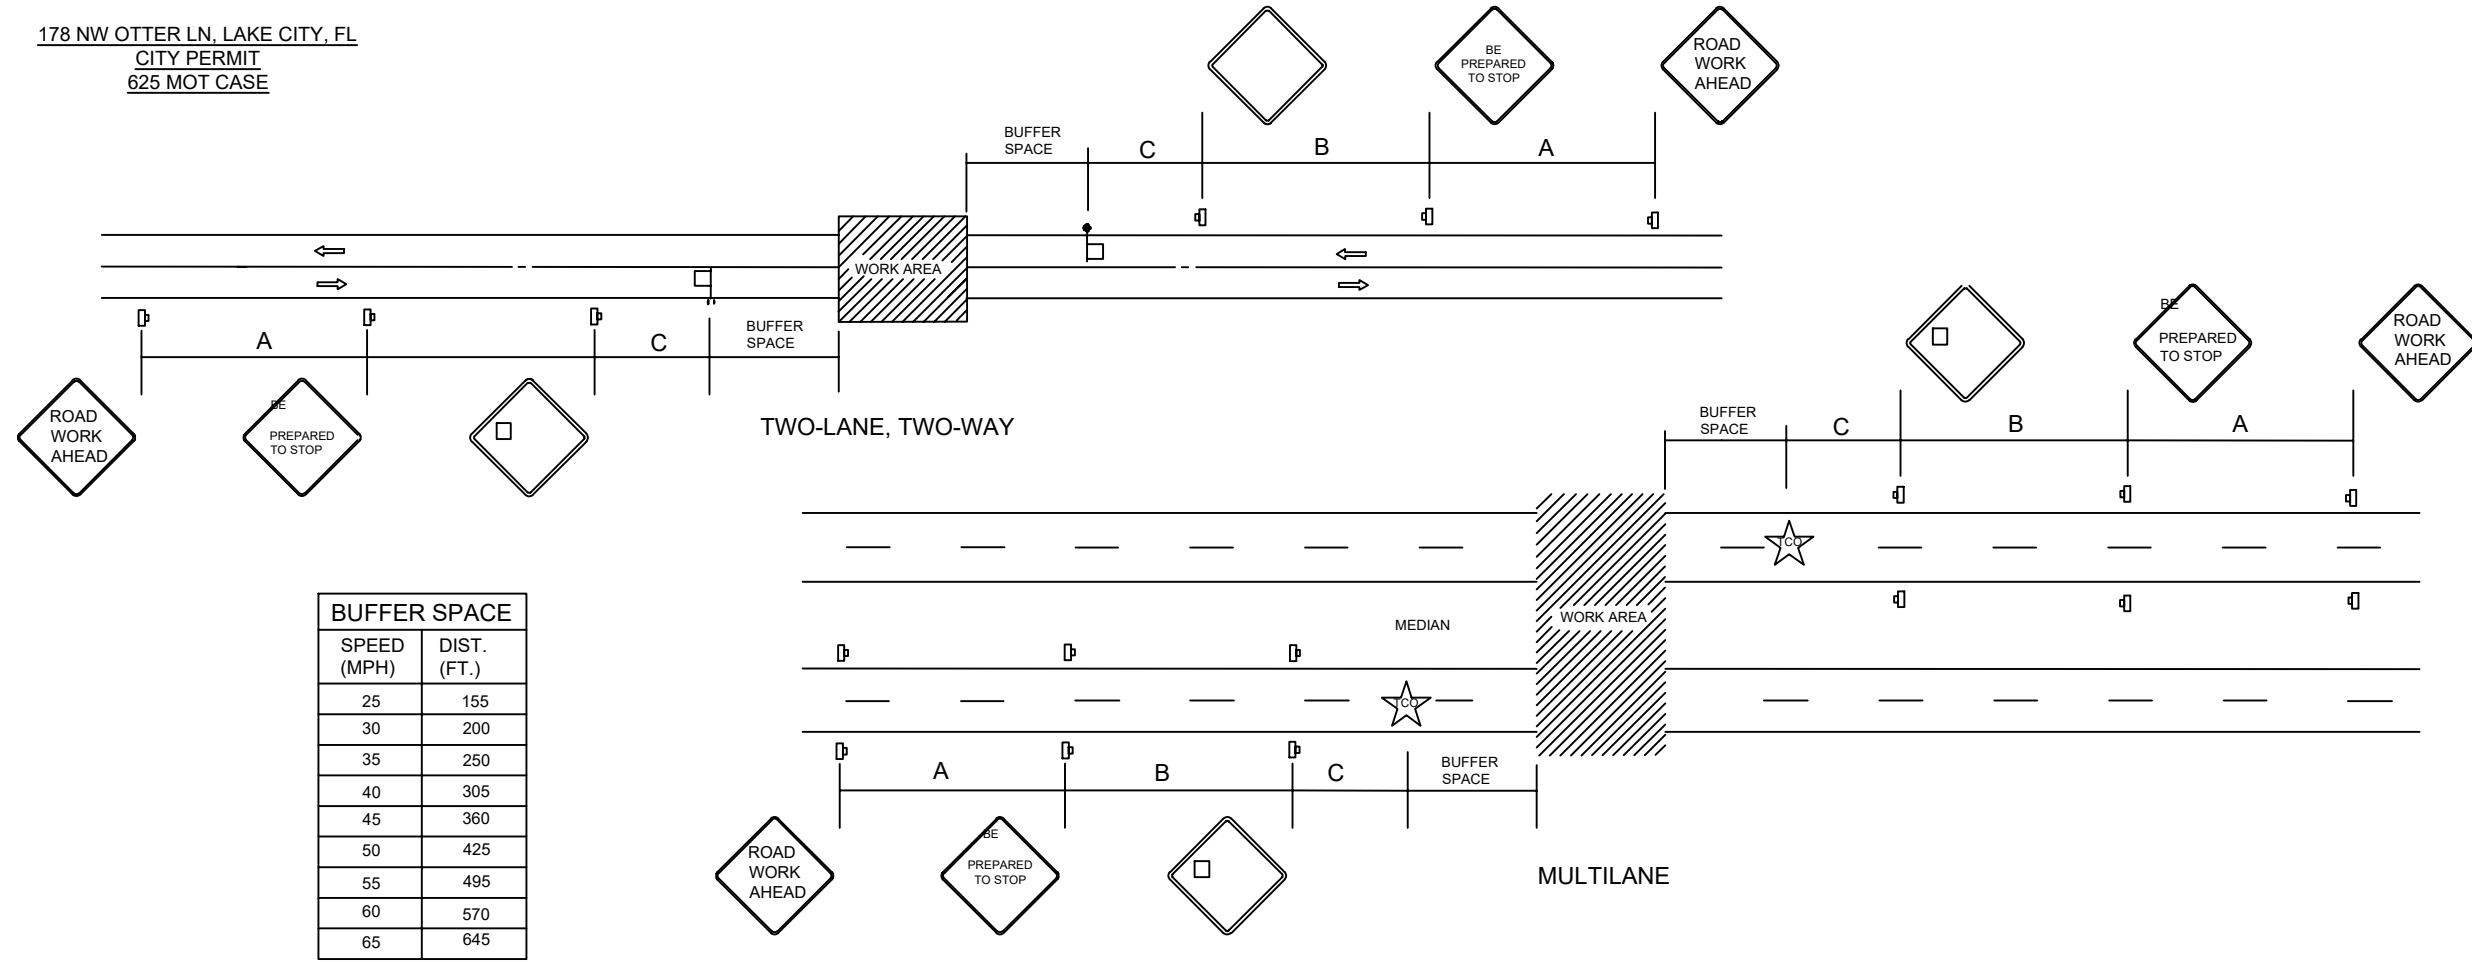 178 NW OTTER LN, LAKE CITY, FL
CITY PERMIT
625 MOT CASE
BE
PREPARED
TO STOP
ROAD
WORK
AHEAD
BUFFER
SPACE
C
B
A
WORK AREA
A
C
BUFFER
SPACE
ROAD
WORK
AHEAD
BE
PREPARED
TO STOP
TWO-LANE, TWO-WAY
BE
PREPARED
TO STOP
ROAD
WORK
AHEAD
BUFFER
SPACE
C
B
A
TCO
MEDIAN
WORK AREA
TCO
A
B
C
BUFFER
SPACE
ROAD
WORK
AHEAD
BE
PREPARED
TO STOP
MULTILANE
BUFFER SPACE
SPEED (MPH) DIST. (FT.)
25 155
30 200
35 250
40 305
45 360
50 425
55 495
60 570
65 645